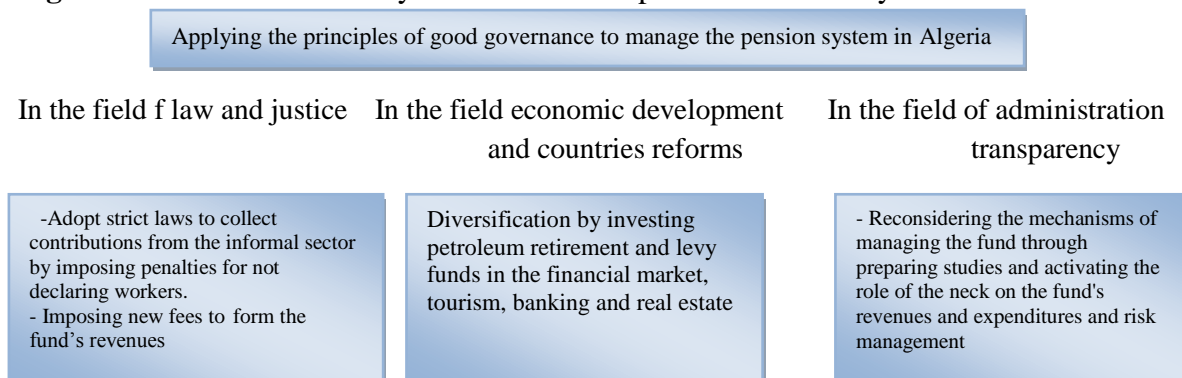 Applying the principles of good governance to manage the pension system in Algeria
In the field f law and justice
In the field economic development
and countries reforms
In the field of administration
transparency
-Adopt strict laws to collect
contributions from the informal sector
by imposing penalties for not
declaring workers.
- Imposing new fees to form the
fund's revenues
Diversification by investing
petroleum retirement and levy
funds in the financial market,
tourism, banking and real estate
- Reconsidering the mechanisms of
managing the fund through
preparing studies and activating the
role of the neck on the fund's
revenues and expenditures and risk
management